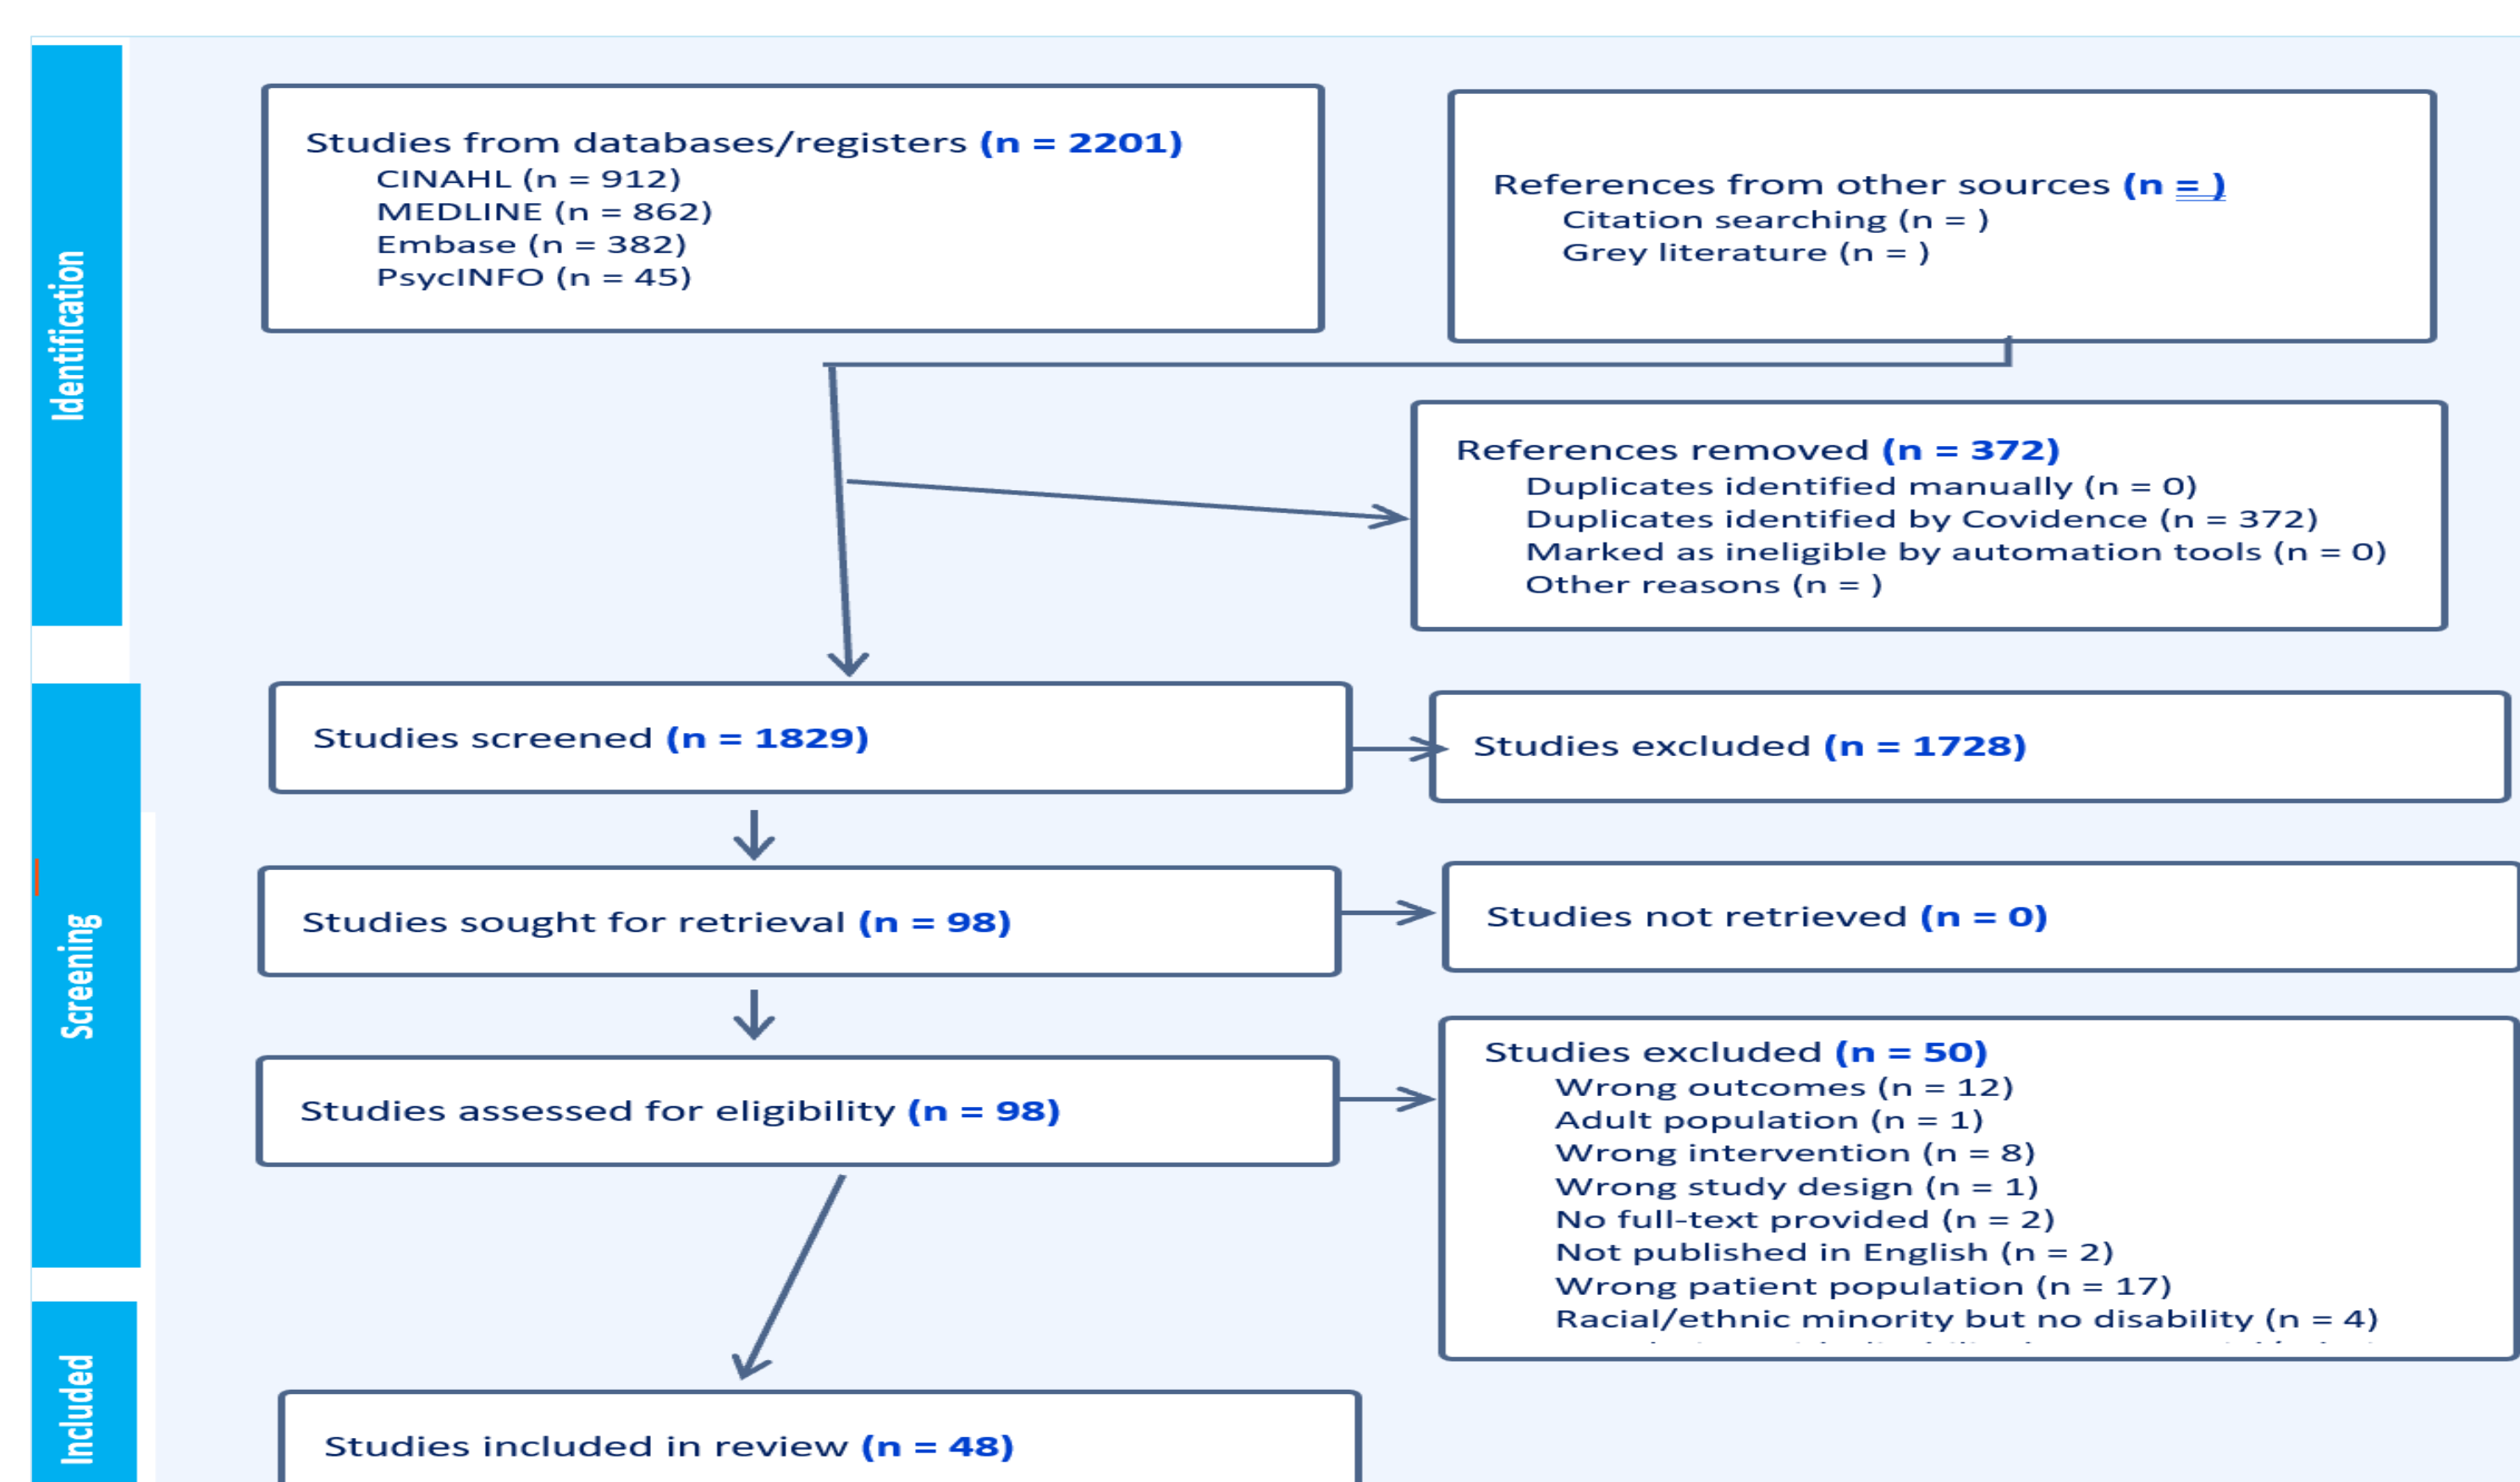 Identification
Studies from databases/registers (n = 2201)
CINAHL (n = 912)
MEDLINE (n = 862)
Embase (n = 382)
PsycINFO (n = 45)
References from other sources (n = )
Citation searching (n = )
Grey literature (n = )
References removed (n = 372)
Duplicates identified manually (n = 0)
Duplicates identified by Covidence (n = 372)
Marked as ineligible by automation tools (n = 0)
Other reasons (n = )
Screening
Studies screened (n = 1829)
Studies excluded (n = 1728)
Studies sought for retrieval (n = 98)
Studies not retrieved (n = 0)
Studies assessed for eligibility (n = 98)
Studies excluded (n = 50)
Wrong outcomes (n = 12)
Adult population (n = 1)
Wrong intervention (n = 8)
Wrong study design (n = 1)
No full-text provided (n = 2)
Not published in English (n = 2)
Wrong patient population (n = 17)
Racial/ethnic minority but no disability (n = 4)
Included
Studies included in review (n = 48)